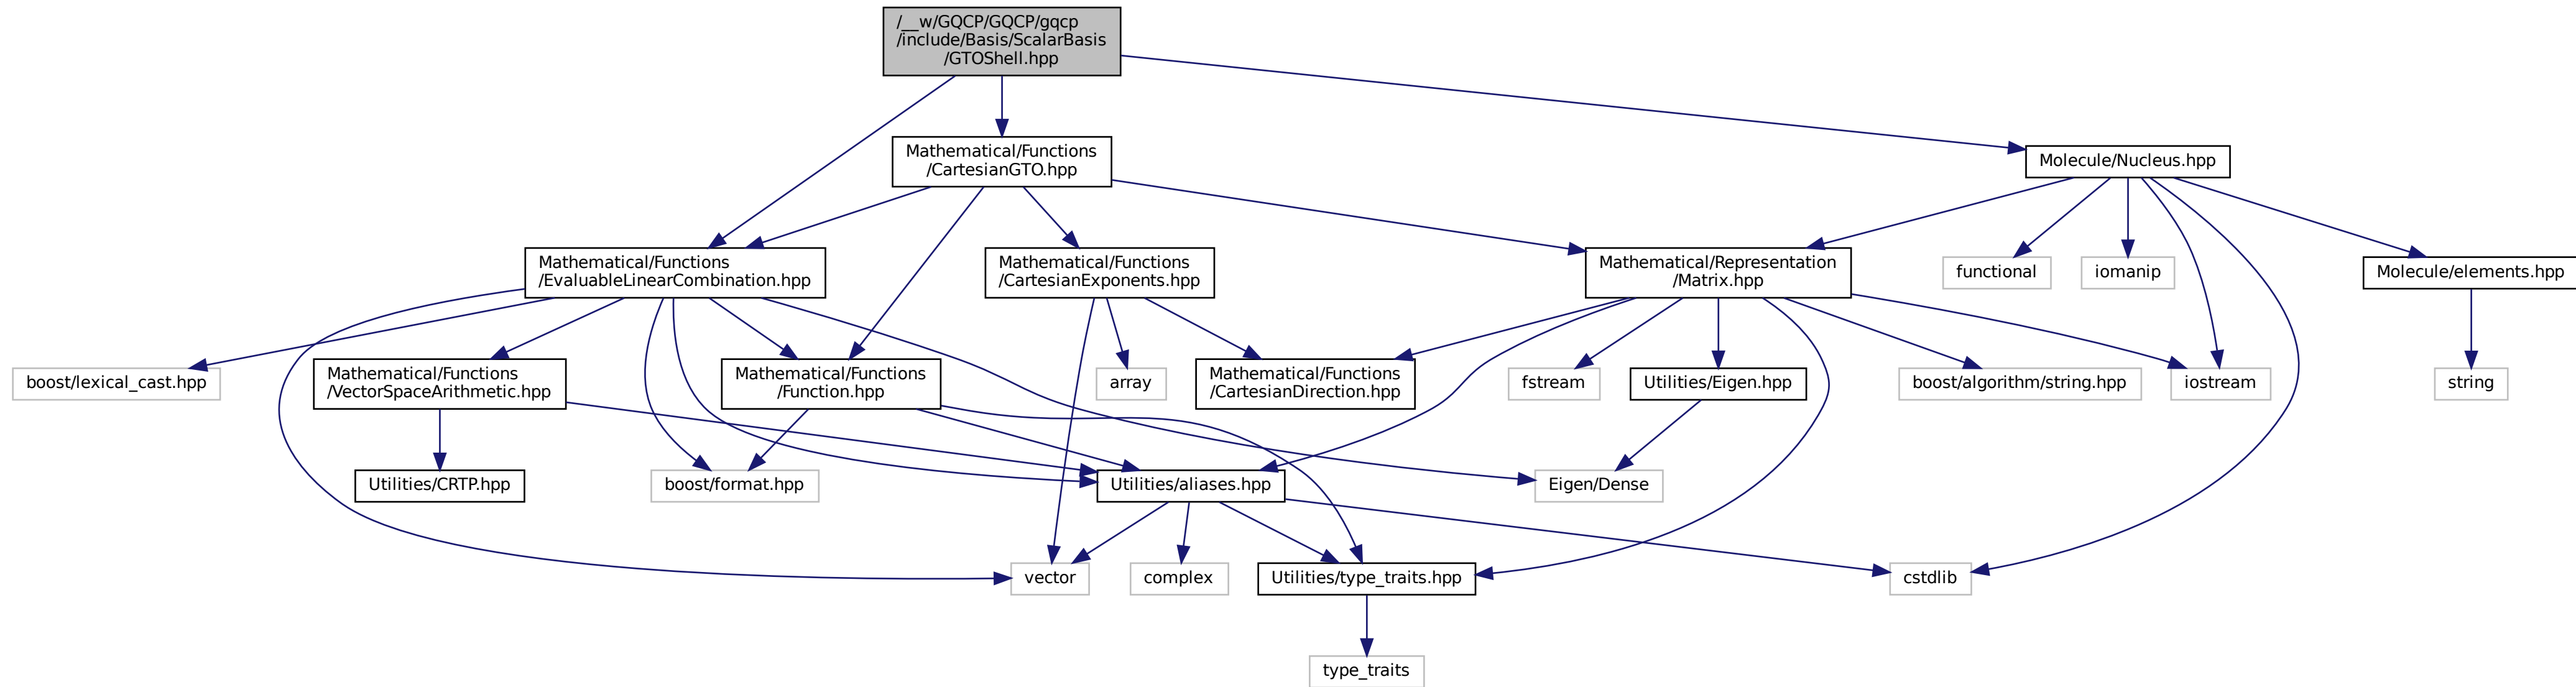 /__w/GQCP/GQCP/gqcp
/include/Basis/ScalarBasis
/GTOShell.hpp
Mathematical/Functions
/CartesianGTO.hpp
Molecule/Nucleus.hpp
Mathematical/Functions
/EvaluableLinearCombination.hpp
Mathematical/Functions
/CartesianExponents.hpp
Mathematical/Representation
/Matrix.hpp
functional
iomanip
Molecule/elements.hpp
boost/lexical_cast.hpp
Mathematical/Functions
/VectorSpaceArithmetic.hpp
Mathematical/Functions
/Function.hpp
array
Mathematical/Functions
/CartesianDirection.hpp
fstream
Utilities/Eigen.hpp
boost/algorithm/string.hpp
iostream
string
Utilities/CRTP.hpp
boost/format.hpp
Utilities/aliases.hpp
Eigen/Dense
vector
complex
Utilities/type_traits.hpp
cstdlib
type_traits